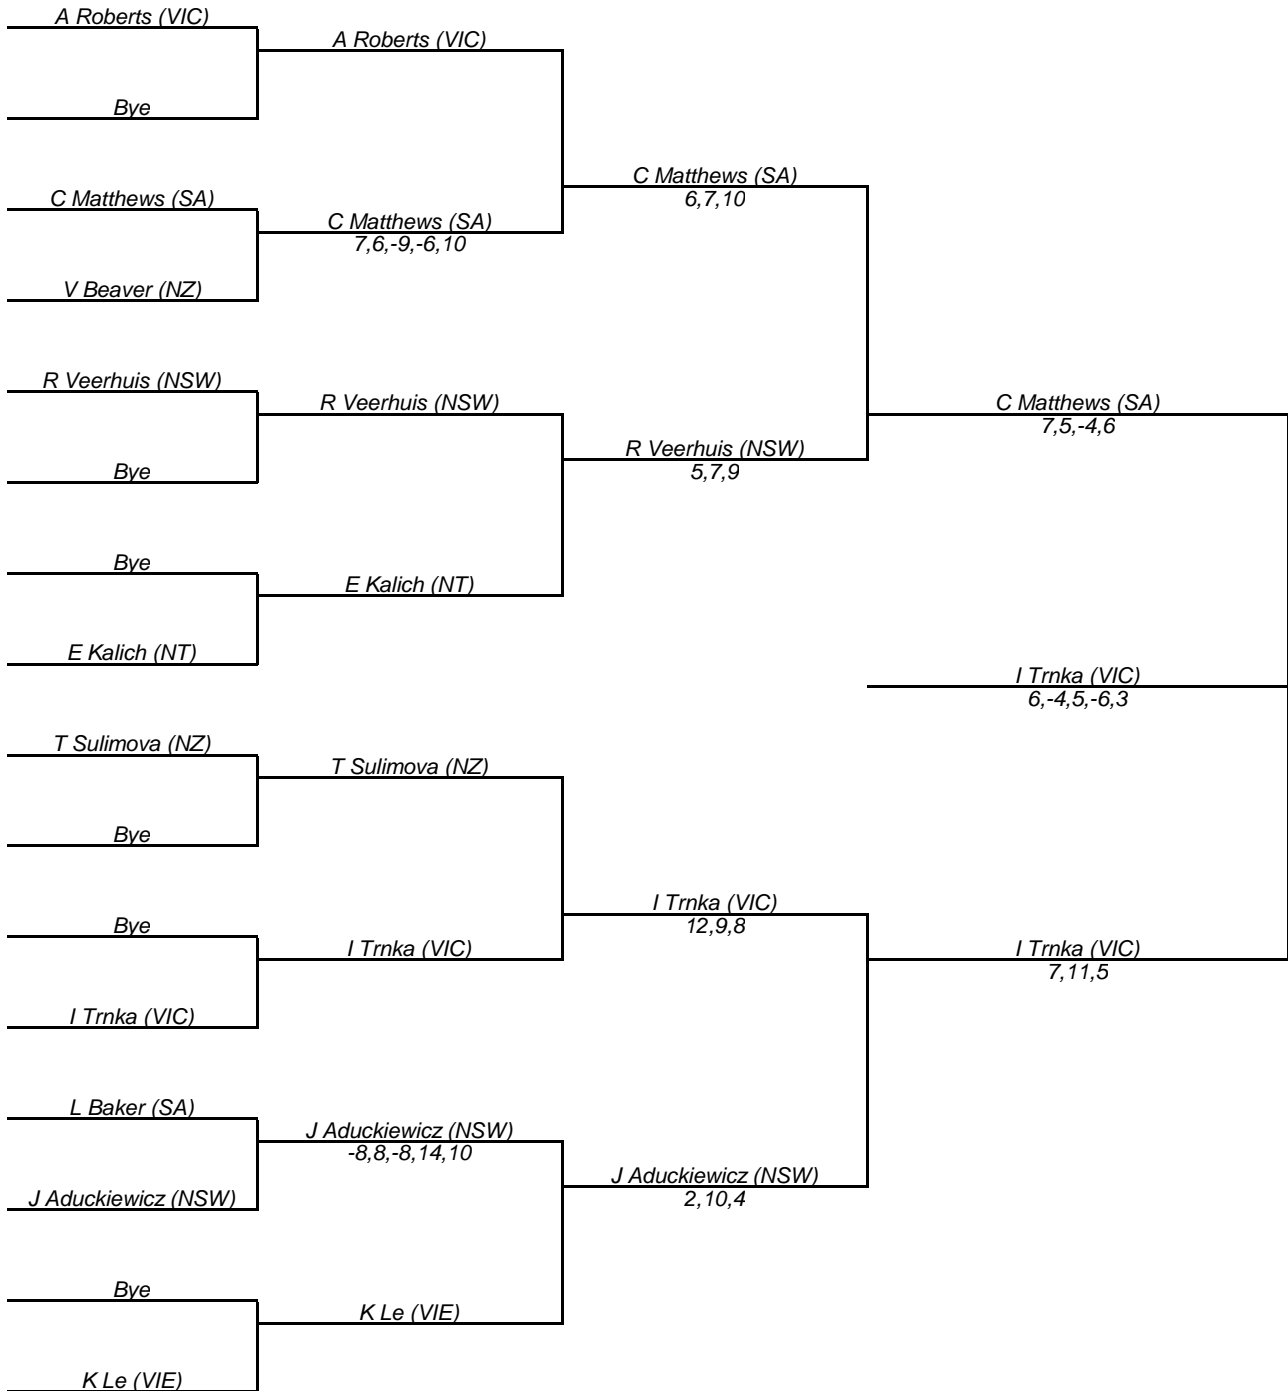 A Roberts (VIC)
Bye
C Matthews (SA)
V Beaver (NZ)
R Veerhuis (NSW)
Bye
Bye
E Kalich (NT)
T Sulimova (NZ)
Bye
Bye
I Trnka (VIC)
L Baker (SA)
J Aduckiewicz (NSW)
Bye
K Le (VIE)
A Roberts (VIC)
C Matthews (SA)
7,6,-9,-6,10
R Veerhuis (NSW)
E Kalich (NT)
T Sulimova (NZ)
I Trnka (VIC)
J Aduckiewicz (NSW)
-8,8,-8,14,10
K Le (VIE)
C Matthews (SA)
6,7,10
R Veerhuis (NSW)
5,7,9
I Trnka (VIC)
12,9,8
J Aduckiewicz (NSW)
2,10,4
C Matthews (SA)
7,5,-4,6
I Trnka (VIC)
6,-4,5,-6,3
I Trnka (VIC)
7,11,5